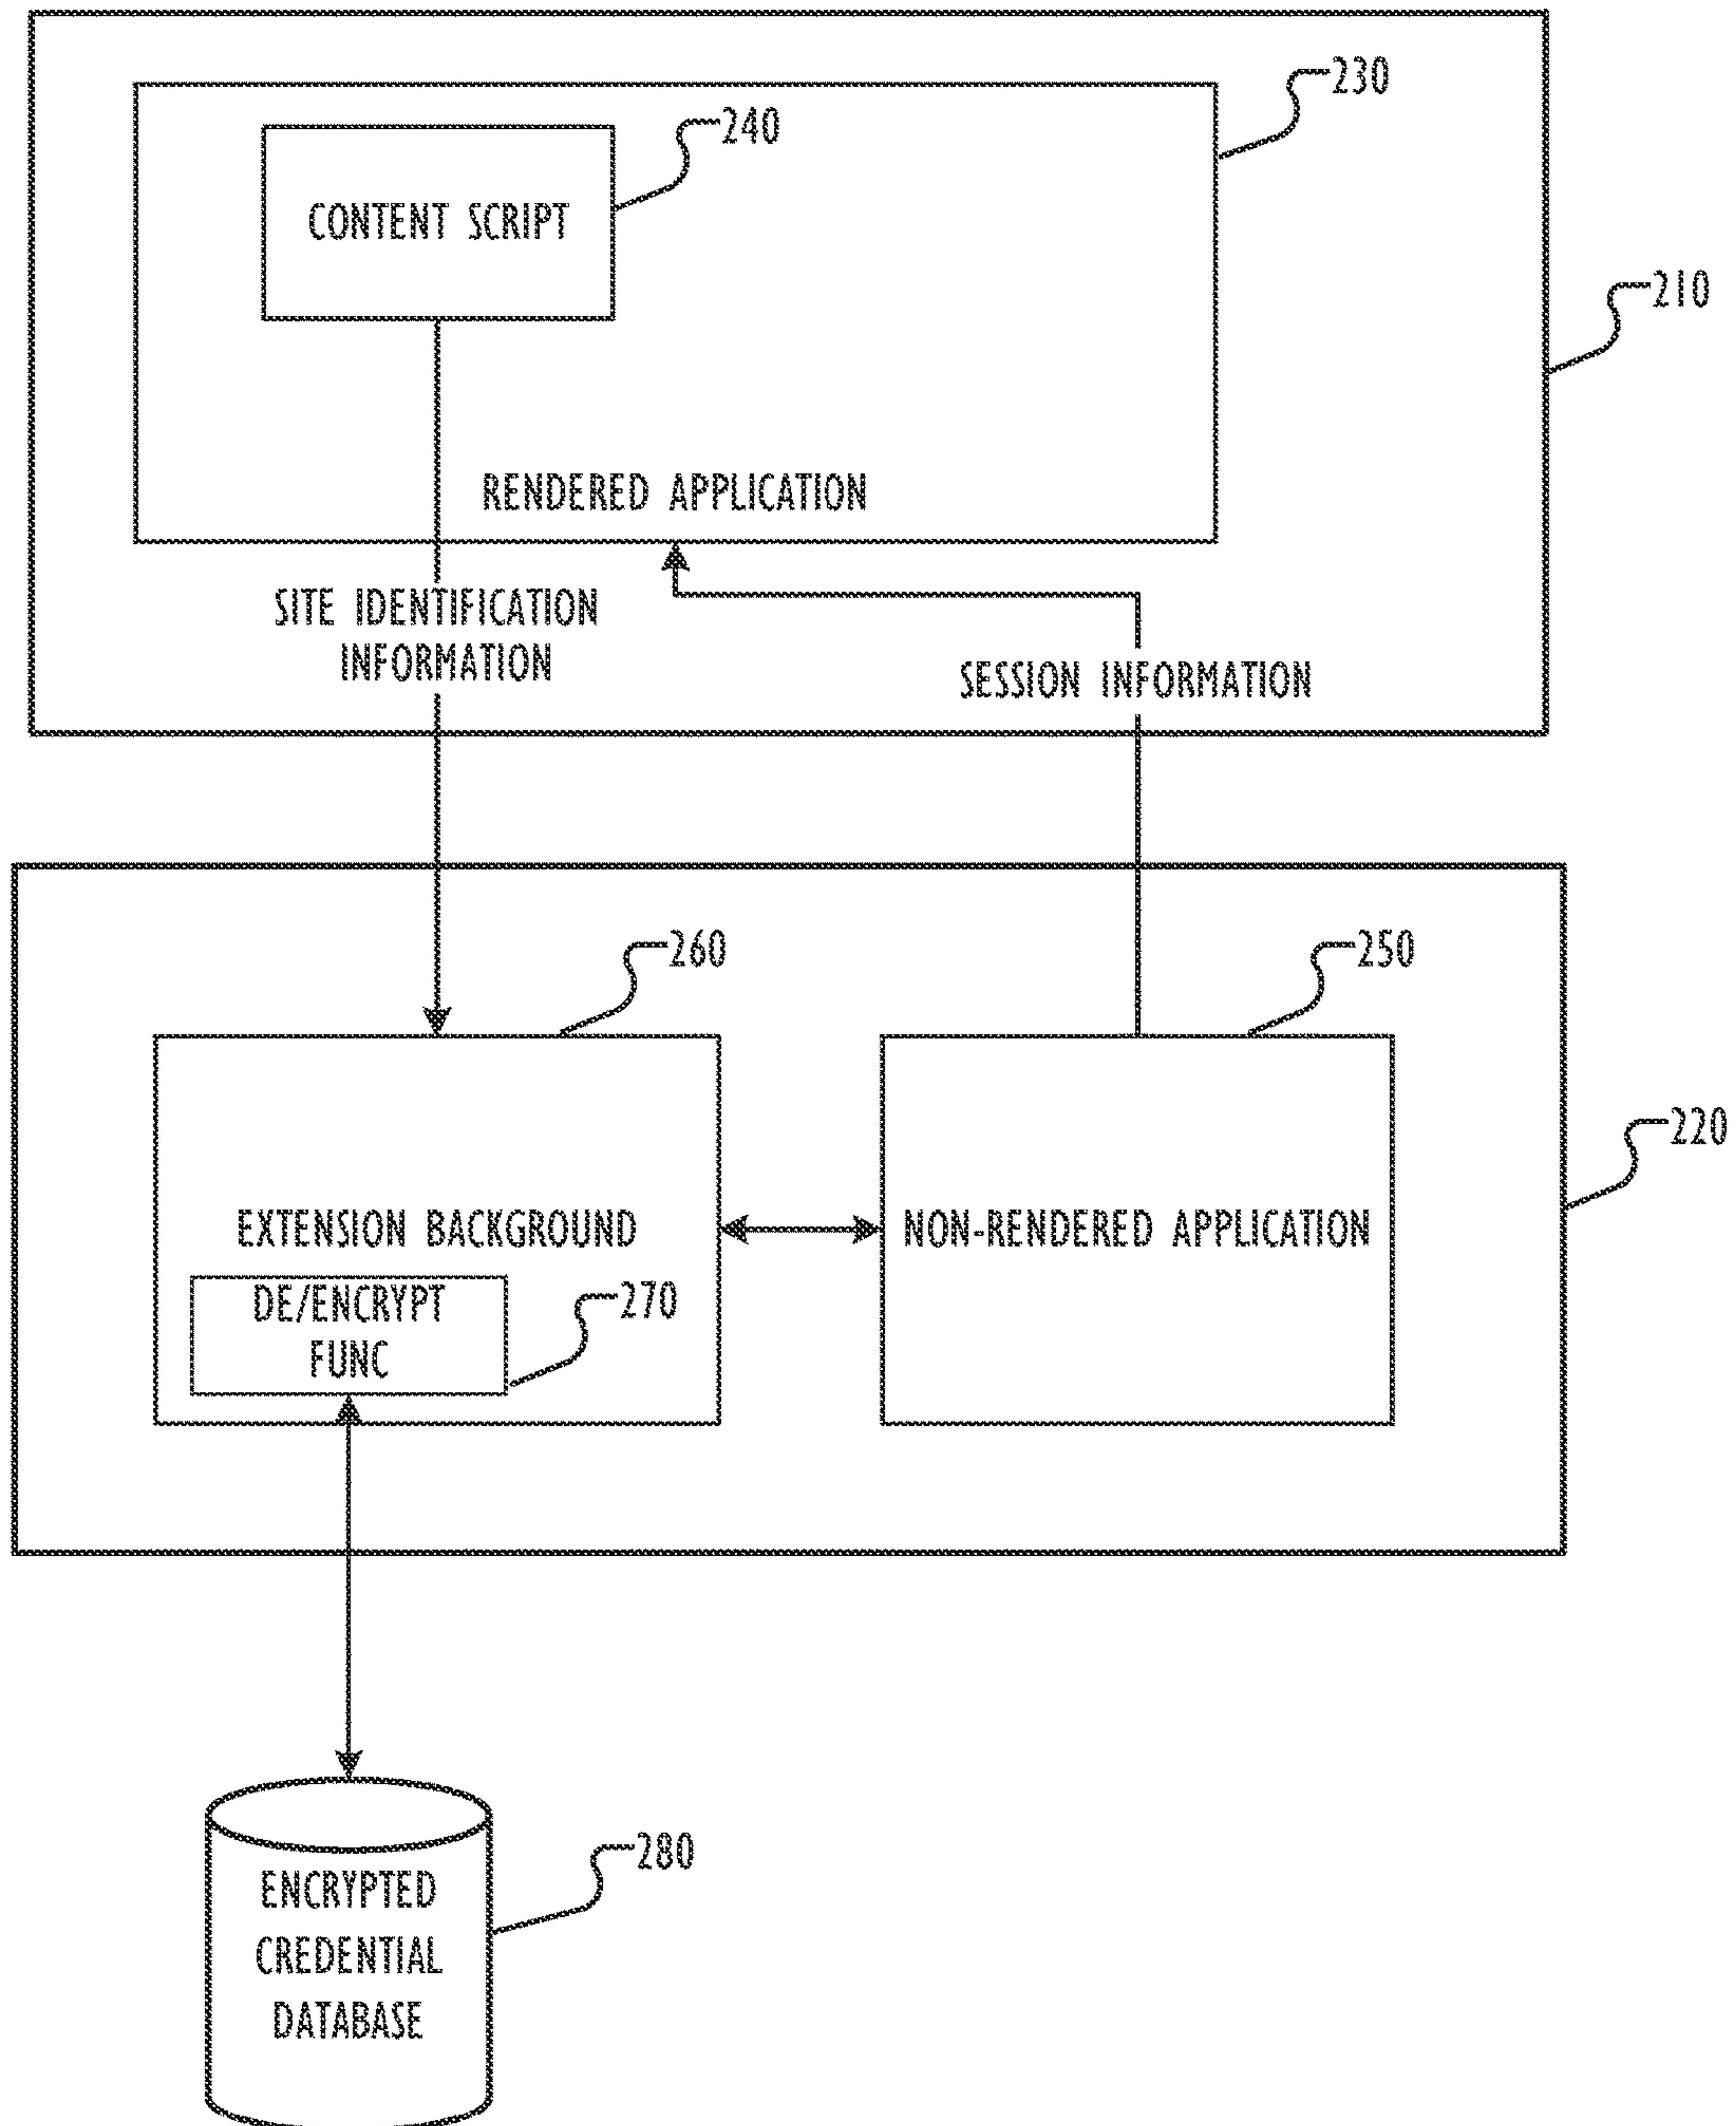 230
240
CONTENT SCRIPT
210
RENDERED APPLICATION
SITE IDENTIFICATION
INFORMATION
SESSION INFORMATION
260
250
220
EXTENSION BACKGROUND
NON-RENDERED APPLICATION
DE/ENCRYPT
FUNC
270
280
ENCRYPTED
CREDENTIAL
DATABASE